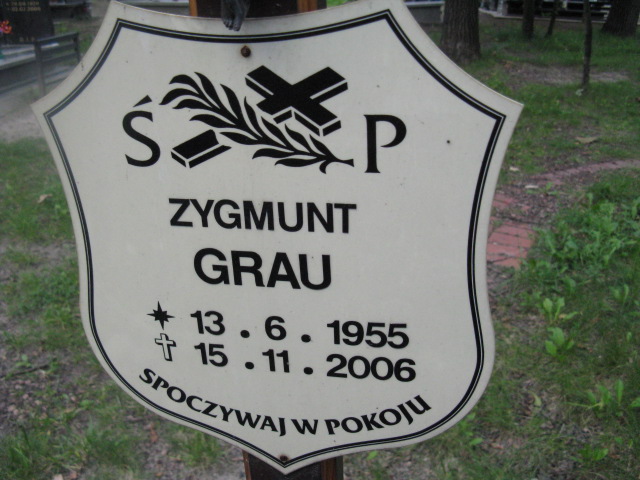 Ś P
ZYGMUNT
GRAU
13 . 6 . 1955
15 . 11 . 2006
SPOCZYWAJ W POKOJU